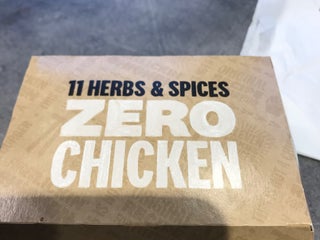 11 HERBS & SPICES
ZERO
CHICKEN